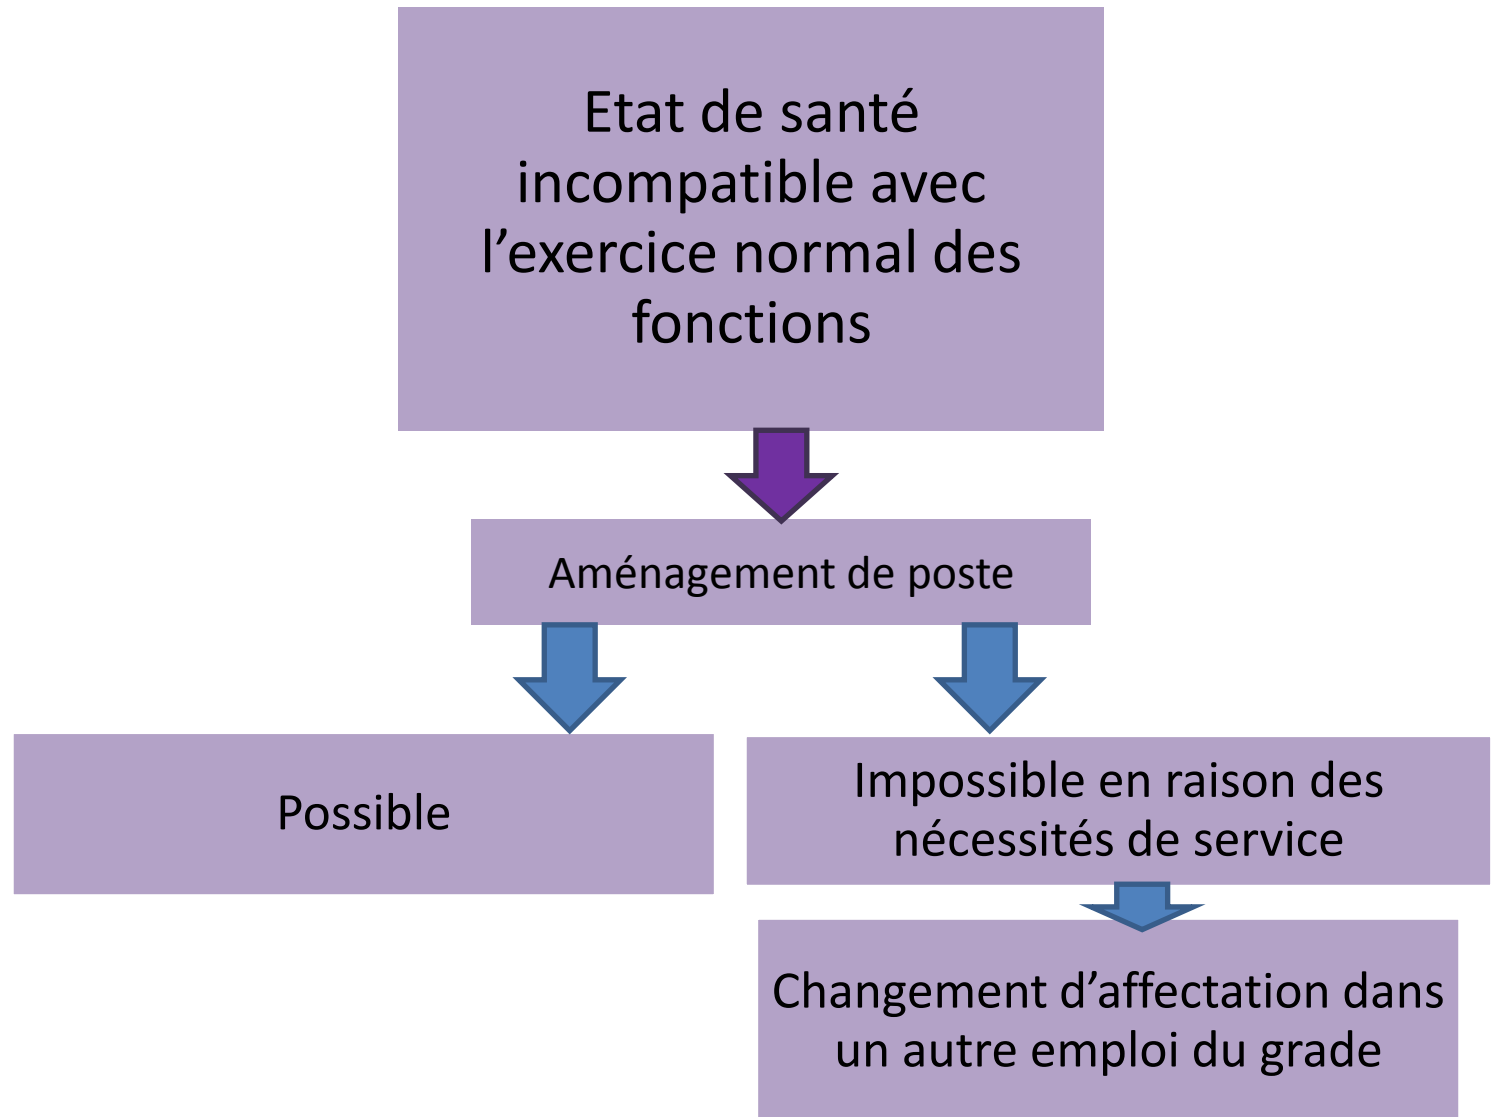 Etat de santé
incompatible avec
l’exercice normal des
fonctions
Aménagement de poste
Possible
Impossible en raison des
nécessités de service
Changement d’affectation dans
un autre emploi du grade